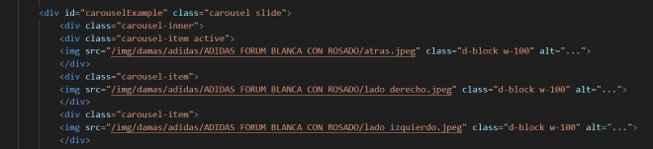 <div id="carouselExample" class="carousel slide">
<div class="carousel-inner">
<div class="carousel-item active">
<img src="/img/damas/adidas/ADIDAS FORUM BLANCA CON ROSADO/atras.jpeg" class="d-block w-100" alt="...">
</div>
<div class="carousel-item">
<img src="/img/damas/adidas/ADIDAS FORUM BLANCA CON ROSADO/lado derecho.jpeg" class="d-block w-100" alt="...">
</div>
<div class="carousel-item">
<img src="/img/damas/adidas/ADIDAS FORUM BLANCA CON ROSADO/lado izquierdo.jpeg" class="d-block w-100" alt="...">
</div>